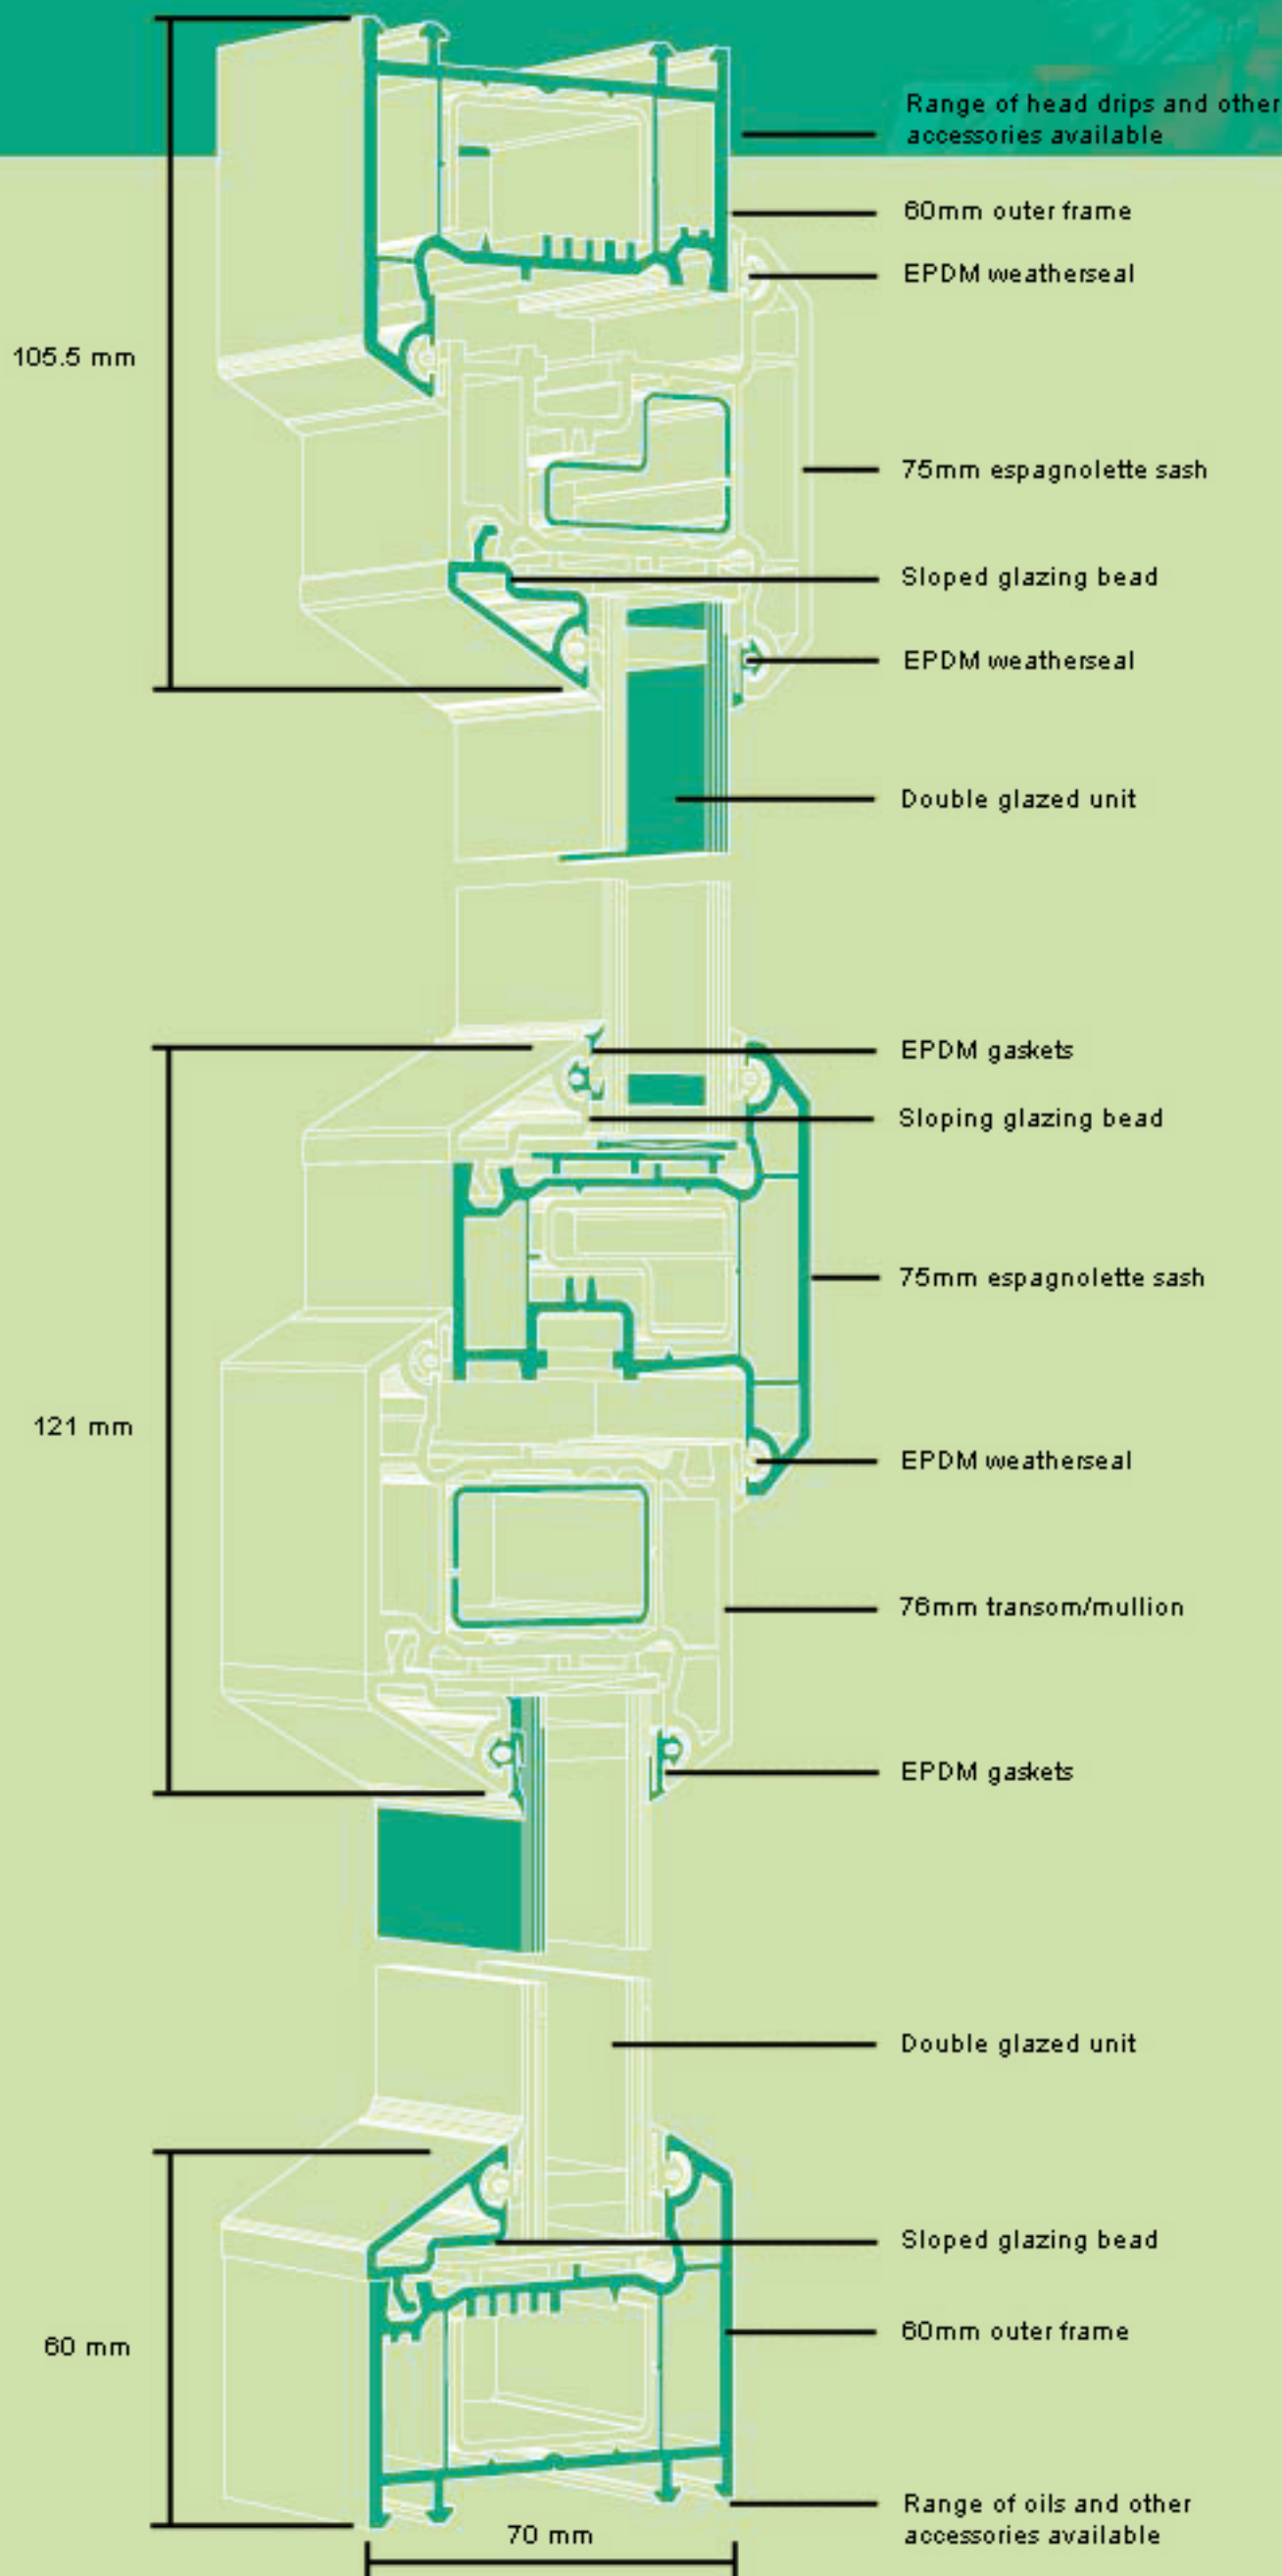 Range of head drips and other
accessories available
60mm outer frame
EPDM weatherseal
105.5 mm
75mm espagnolette sash
Sloped glazing bead
EPDM weatherseal
Double glazed unit
EPDM gaskets
Sloping glazing bead
75mm espagnolette sash
121 mm
EPDM weatherseal
76mm transom/mullion
EPDM gaskets
Double glazed unit
Sloped glazing bead
60mm outer frame
60 mm
Range of oils and other
accessories available
70 mm